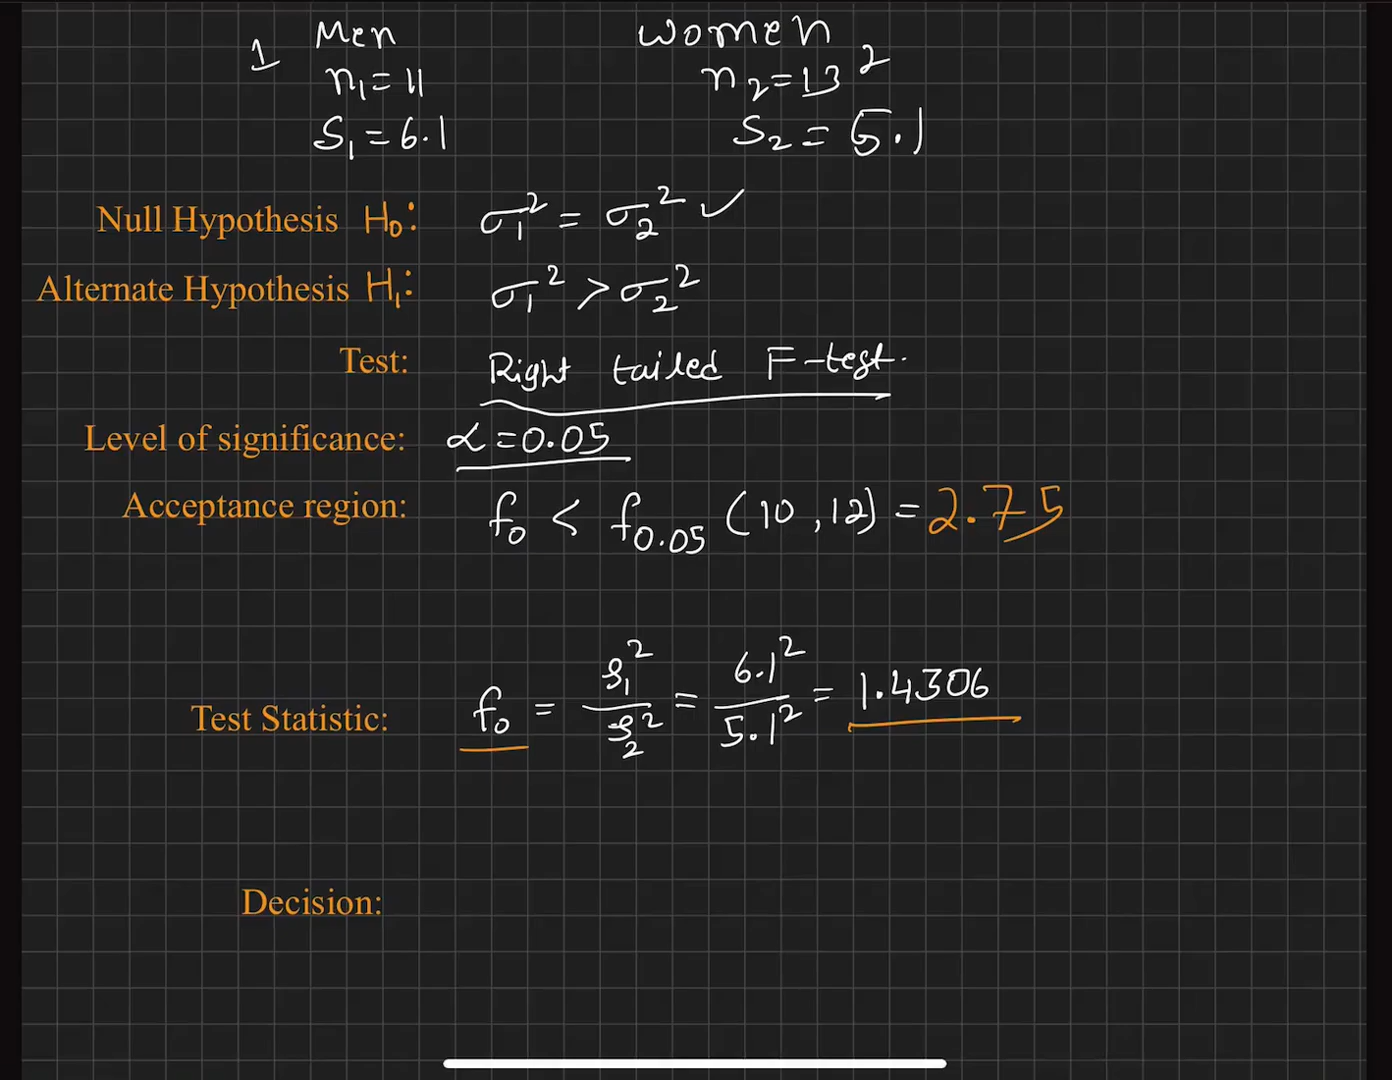 1 Men women 2
n₁=11 n₂=13
S₁=6.1 S₂=5.1
Null Hypothesis H₀: σ₁² = σ₂² ✓
Alternate Hypothesis H₁: σ₁² > σ₂²
Test: Right tailed F-test.
Level of significance: α=0.05
Acceptance region: f₀ < f₀.₀₅ (10,12) = 2.75
Test Statistic: f₀ = s₁²/s₂² = 6.1²/5.1² = 1.4306
Decision: